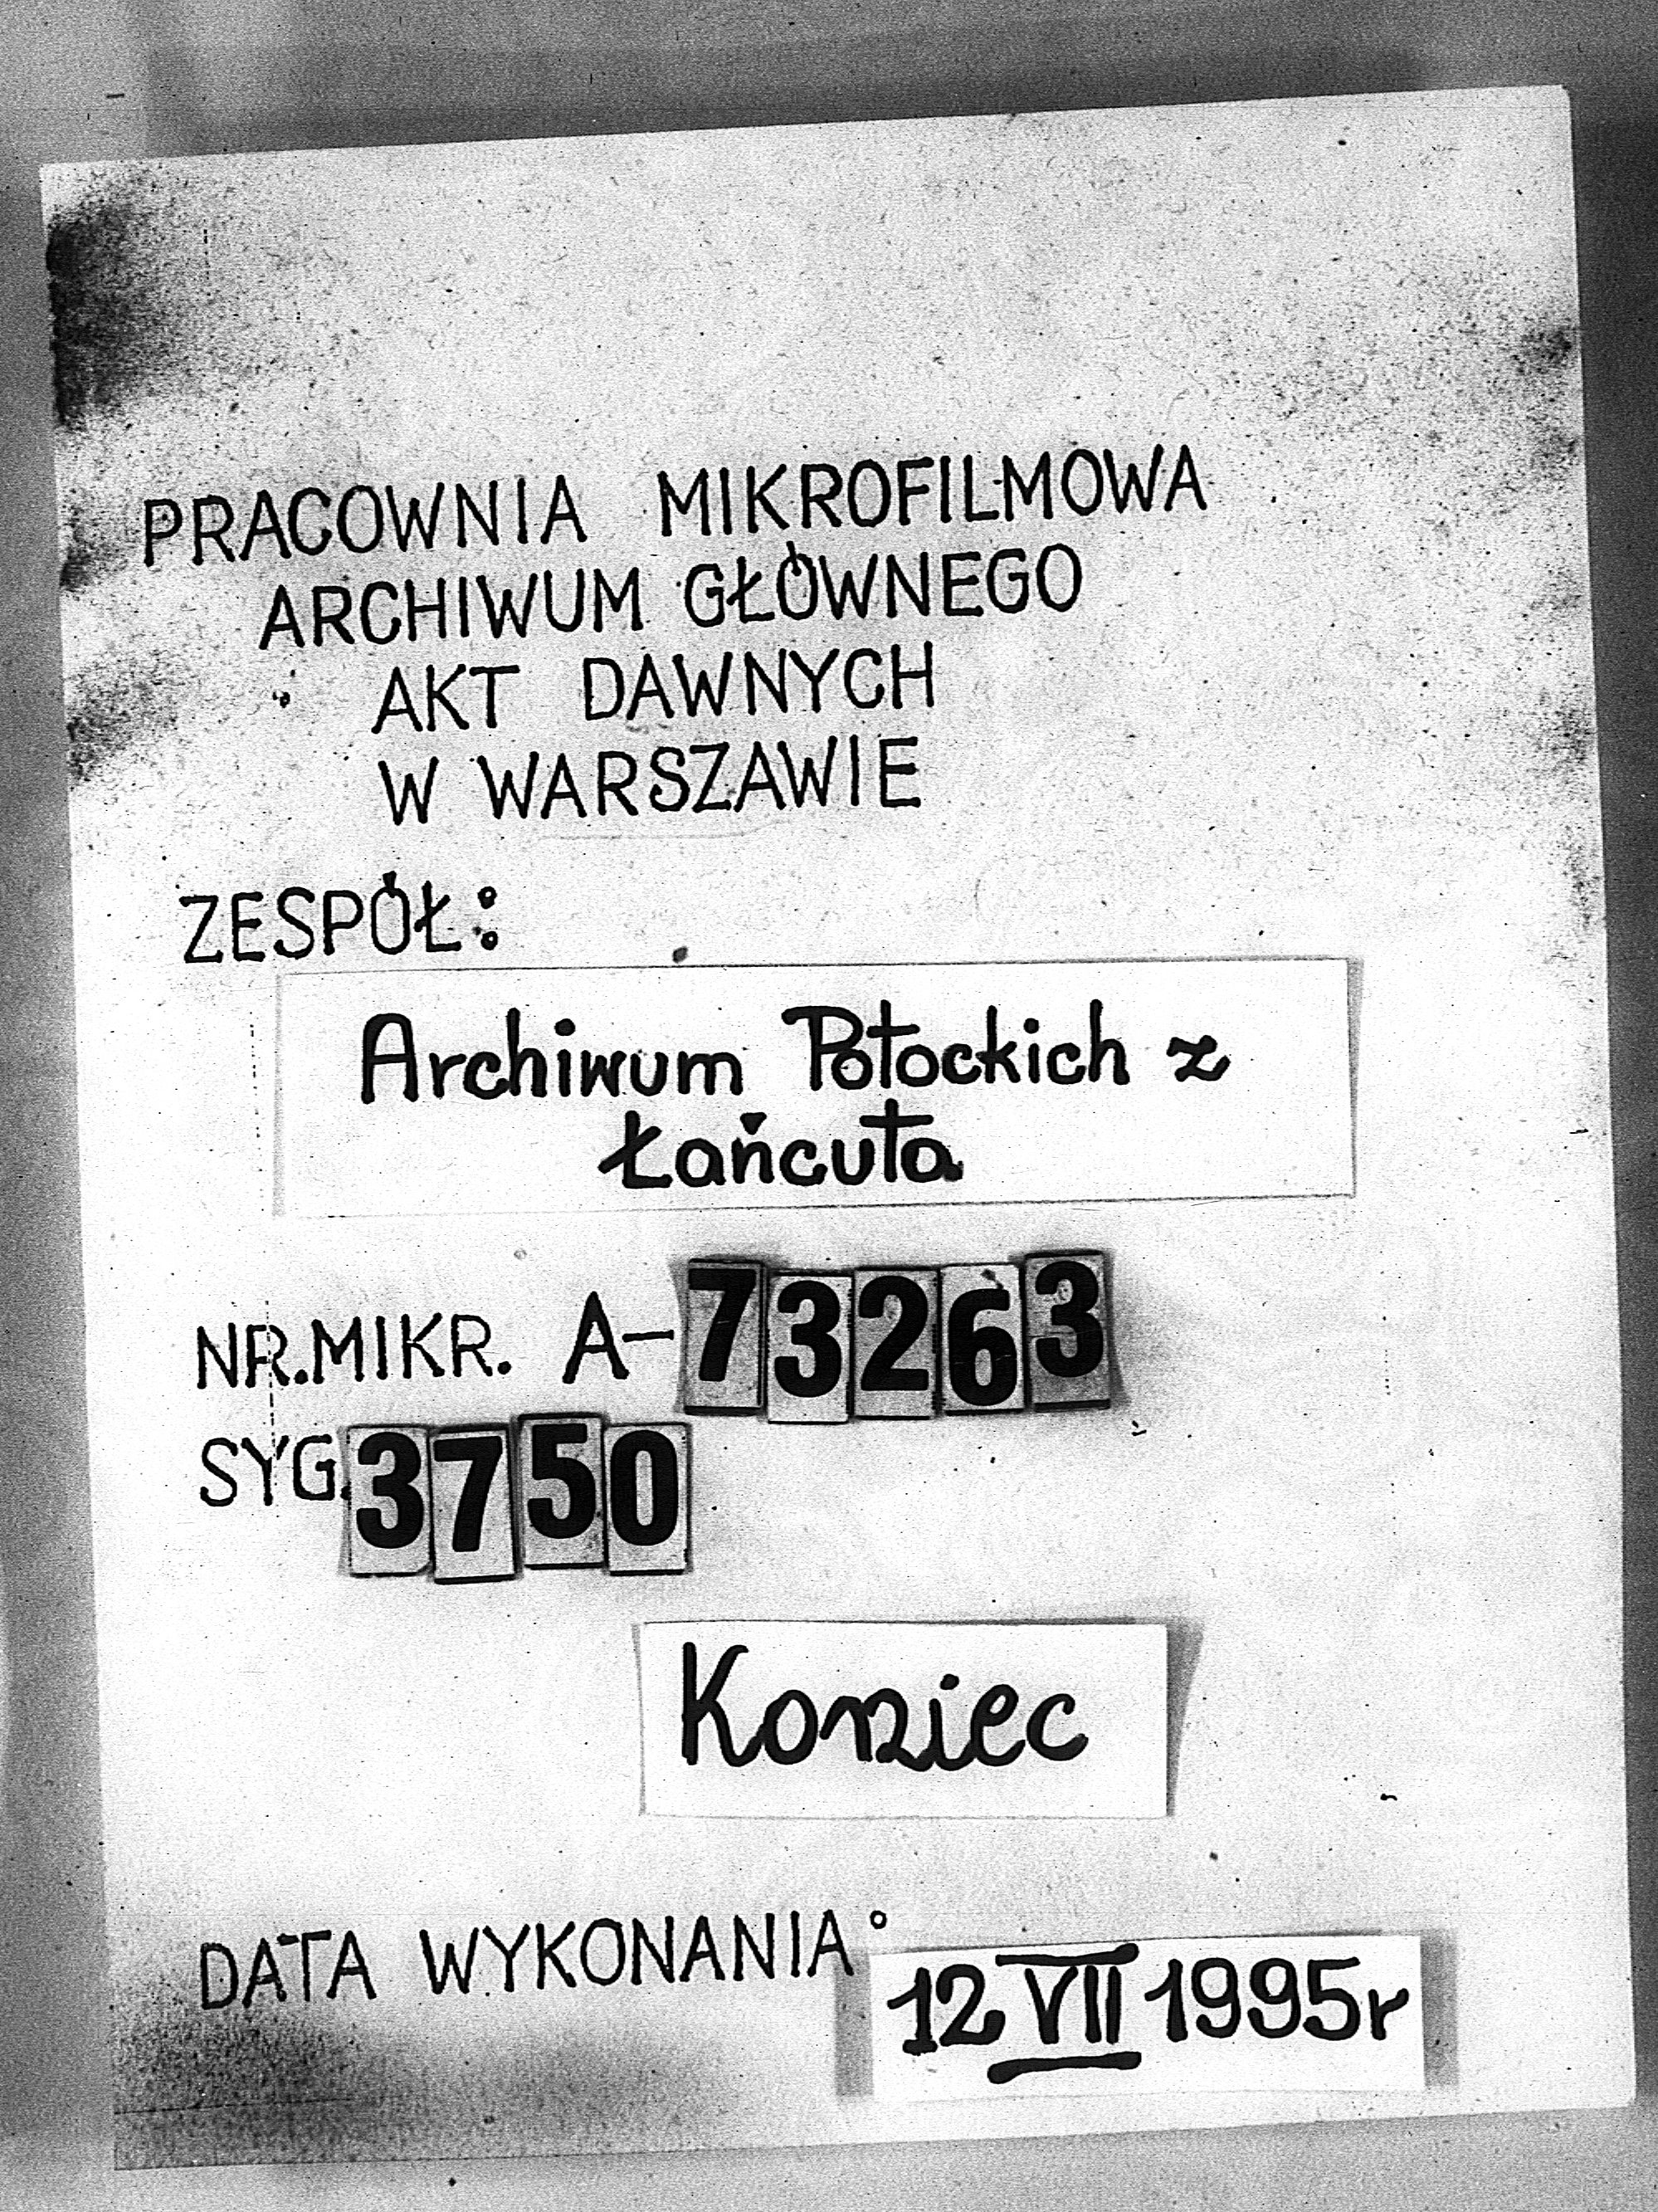 PRACOWNIA MIKROFILMOWA
ARCHIWUM GŁÓWNEGO
AKT DAWNYCH
W WARSZAWIE
ZESPÓŁ:
Archiwum Potockich z
Łańcuta
NR.MIKR. A-73263
SYG.3750
Koniec
DATA WYKONANIA:
12 VII 1995r